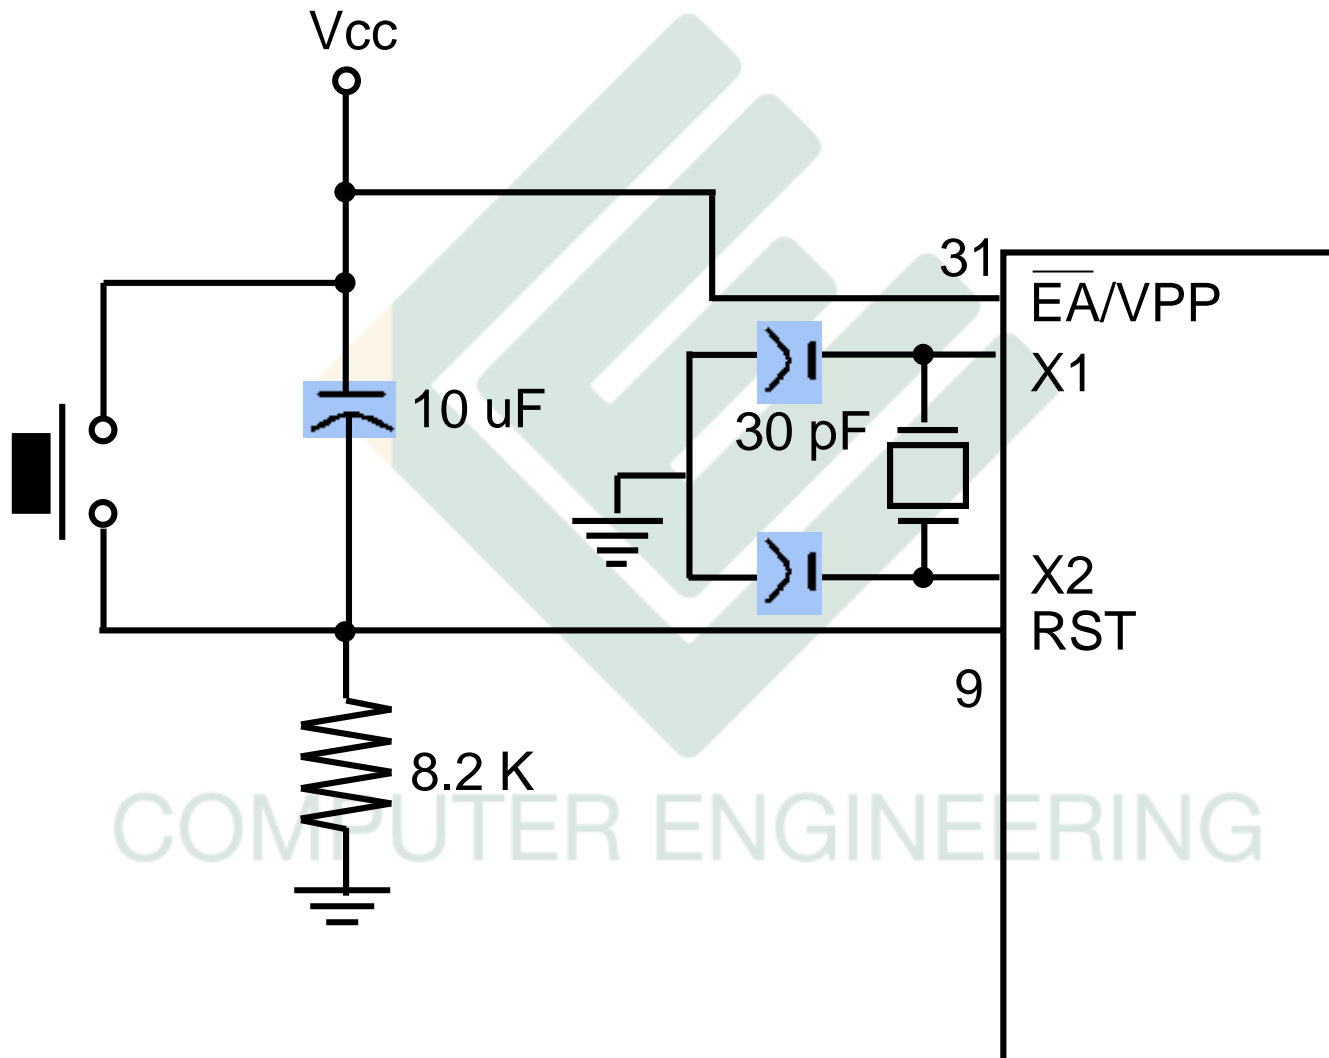 Vcc
31
EA/VPP
X1
10 uF
30 pF
X2
RST
9
8.2 K
COMPUTER ENGINEERING